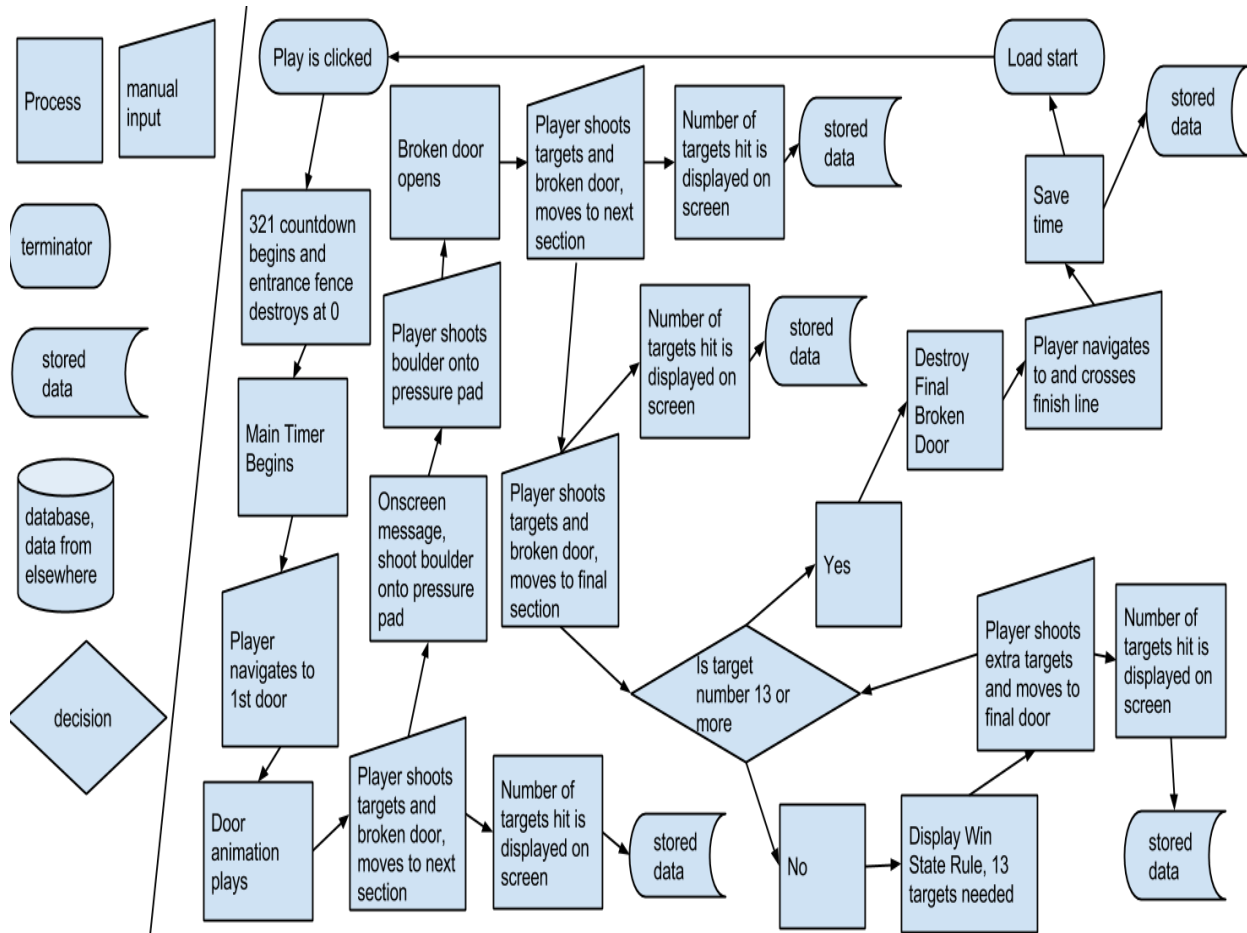 Process
manual
input
terminator
stored
data
database,
data from
elsewhere
decision
Play is clicked
321 countdown
begins and
entrance fence
destroys at 0
Main Timer
Begins
Player
navigates to
1st door
Door
animation
plays
Player shoots
targets and
broken door,
moves to next
section
Number of
targets hit is
displayed on
screen
stored
data
Onscreen
message,
shoot boulder
onto pressure
pad
Player shoots
boulder onto
pressure pad
Broken door
opens
Player shoots
targets and
broken door,
moves to next
section
Number of
targets hit is
displayed on
screen
stored
data
Player shoots
targets and
broken door,
moves to final
section
Number of
targets hit is
displayed on
screen
stored
data
Is target
number 13 or
more
Yes
Destroy
Final
Broken
Door
Player navigates
to and crosses
finish line
Save
time
stored
data
Load start
No
Display Win
State Rule, 13
targets needed
Player shoots
extra targets
and moves to
final door
Number of
targets hit is
displayed on
screen
stored
data